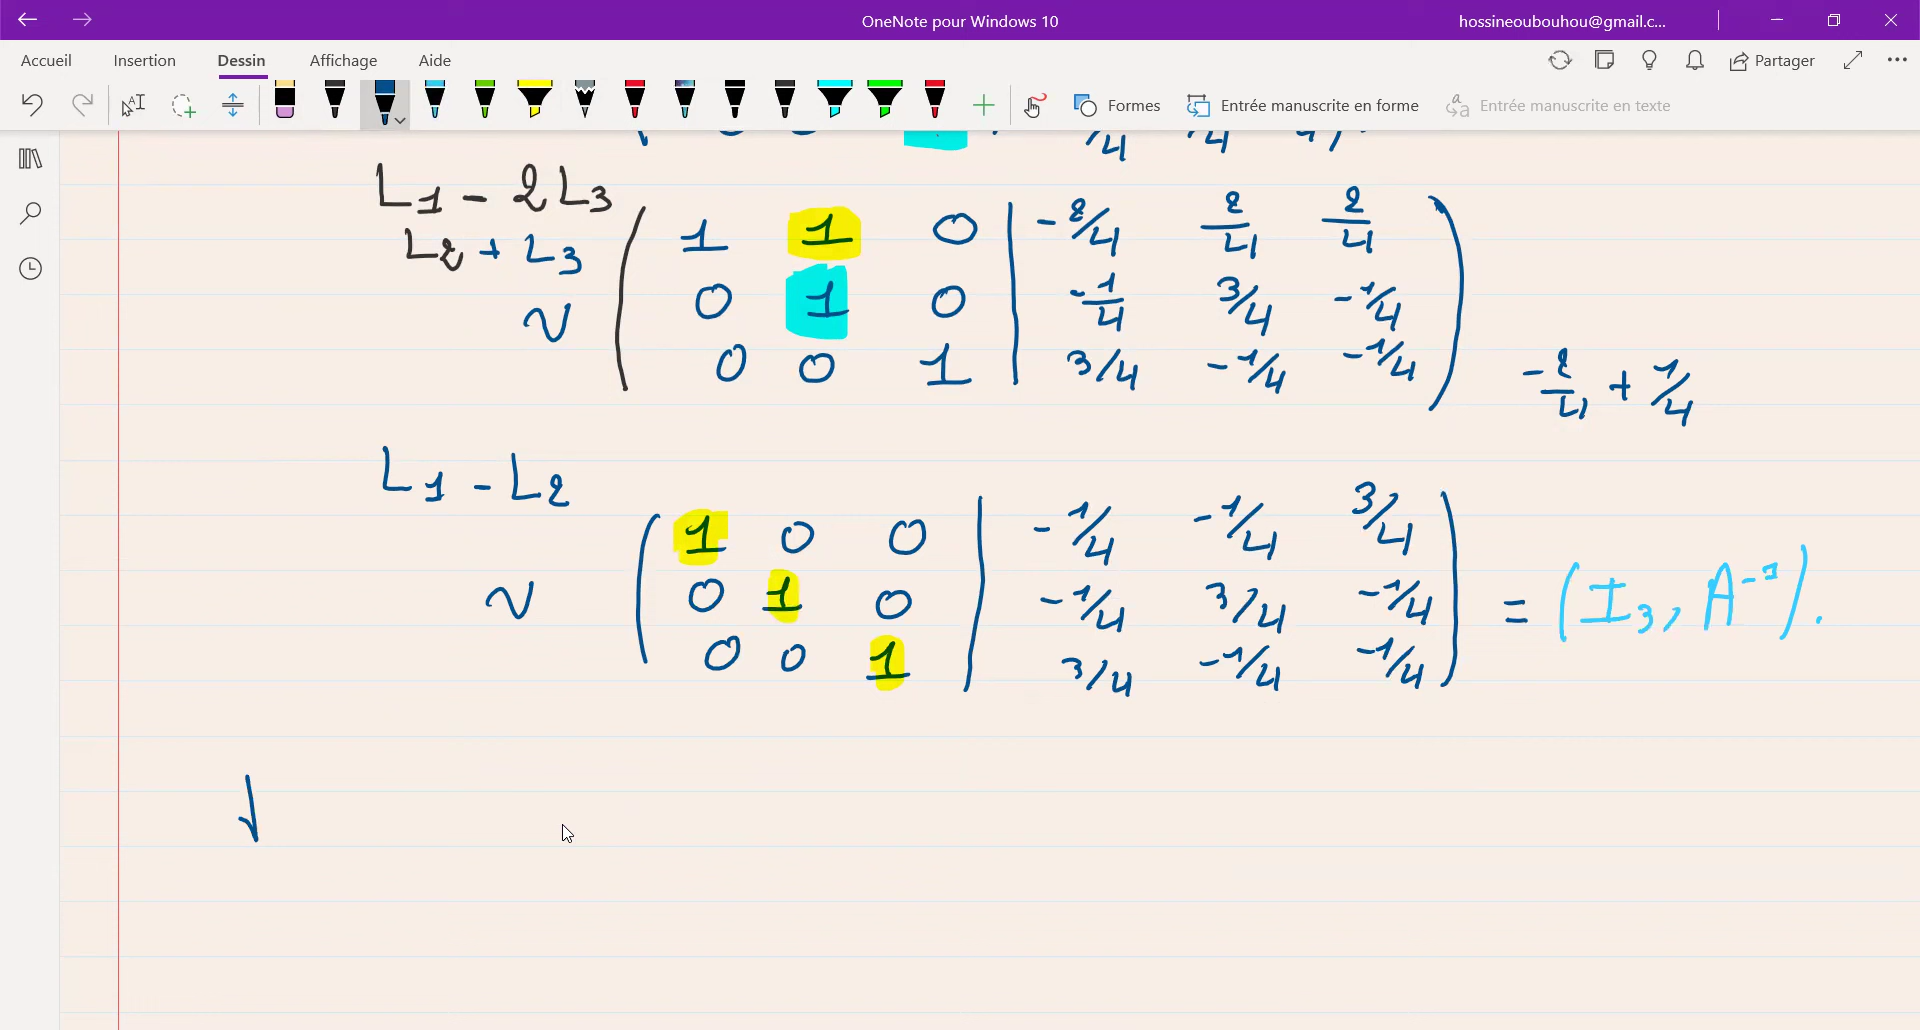 OneNote pour Windows 10
hossineoubouhou@gmail.c...
Accueil Insertion Dessin Affichage Aide
Partager
Formes Entrée manuscrite en forme Entrée manuscrite en texte
4 4 4
L1 - 2L3
L2 + L3
~
( 1 1 0 | -2/4 2/4 2/4 )
0 1 0 | -1/4 3/4 -1/4
0 0 1 | 3/4 -1/4 -1/4
-2/4 + 1/4
L1 - L2
~
( 1 0 0 | -1/4 -1/4 3/4 )
0 1 0 | -1/4 3/4 -1/4 = (I3, A-1).
0 0 1 | 3/4 -1/4 -1/4